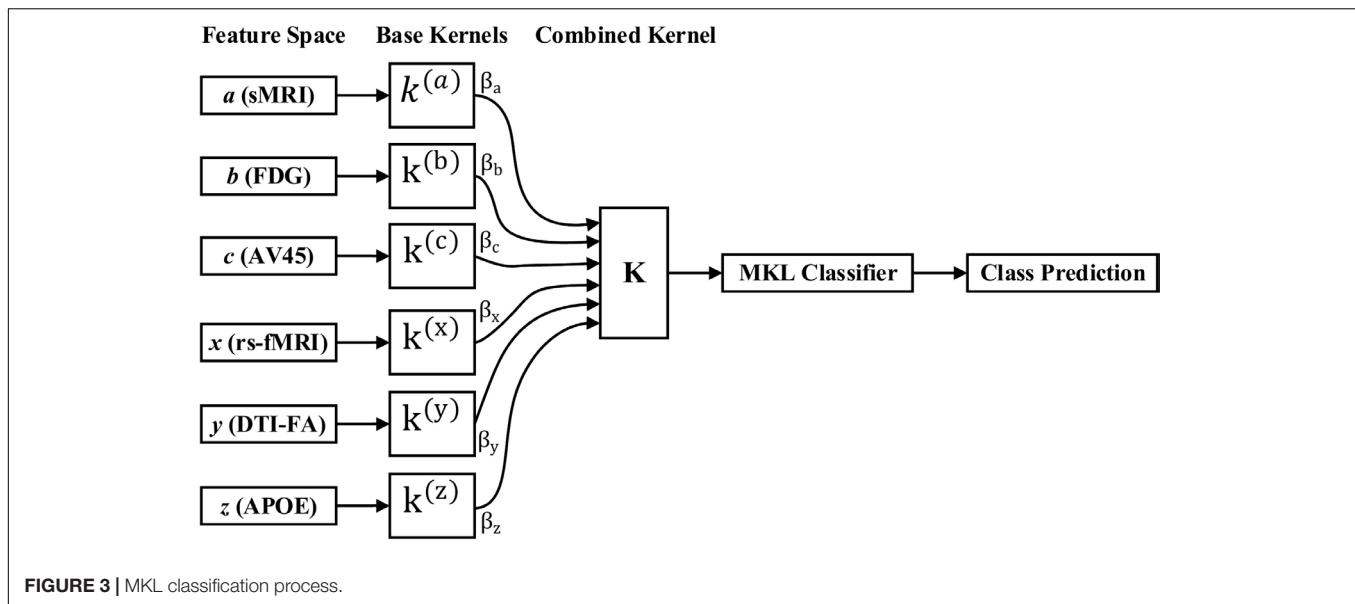 Feature Space Base Kernels Combined Kernel
a (sMRI) k(a) βa
b (FDG) k(b) βb
c (AV45) k(c) βc
K MKL Classifier Class Prediction
x (rs-fMRI) k(x) βx
y (DTI-FA) k(y) βy
z (APOE) k(z) βz
FIGURE 3 | MKL classification process.